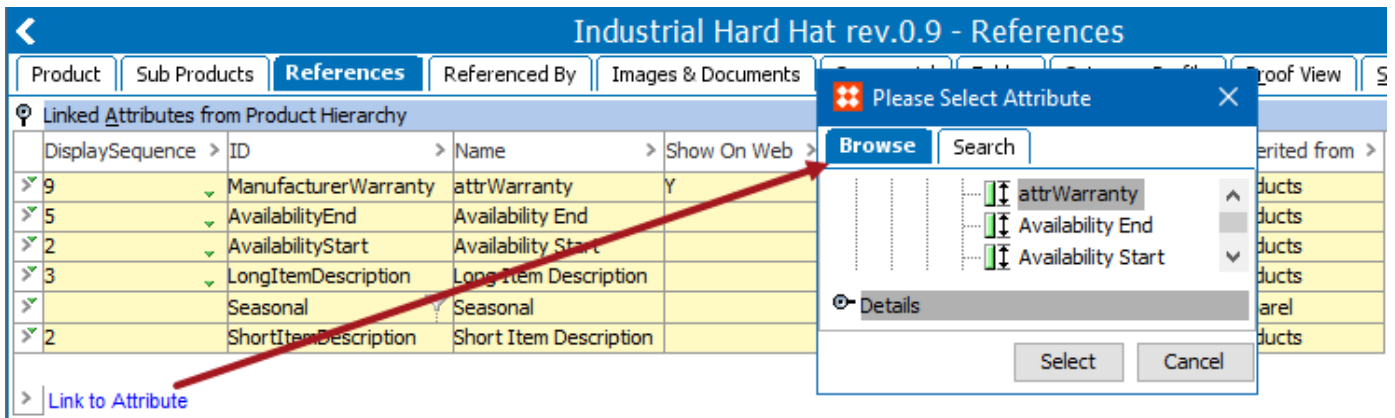 Industrial Hard Hat rev.0.9 - References
Product Sub Products References Referenced By Images & Documents Proof View
Linked Attributes from Product Hierarchy
DisplaySequence > ID > Name > Show On Web >
9 ManufacturerWarranty attrWarranty Y
5 AvailabilityEnd Availability End
2 AvailabilityStart Availability Start
3 LongItemDescription Long Item Description
Seasonal Seasonal
2 ShortItemDescription Short Item Description
> Link to Attribute
Please Select Attribute
Browse Search
attrWarranty
Availability End
Availability Start
Details
Select Cancel
erited from >
ducts
ducts
ducts
ducts
arel
ducts